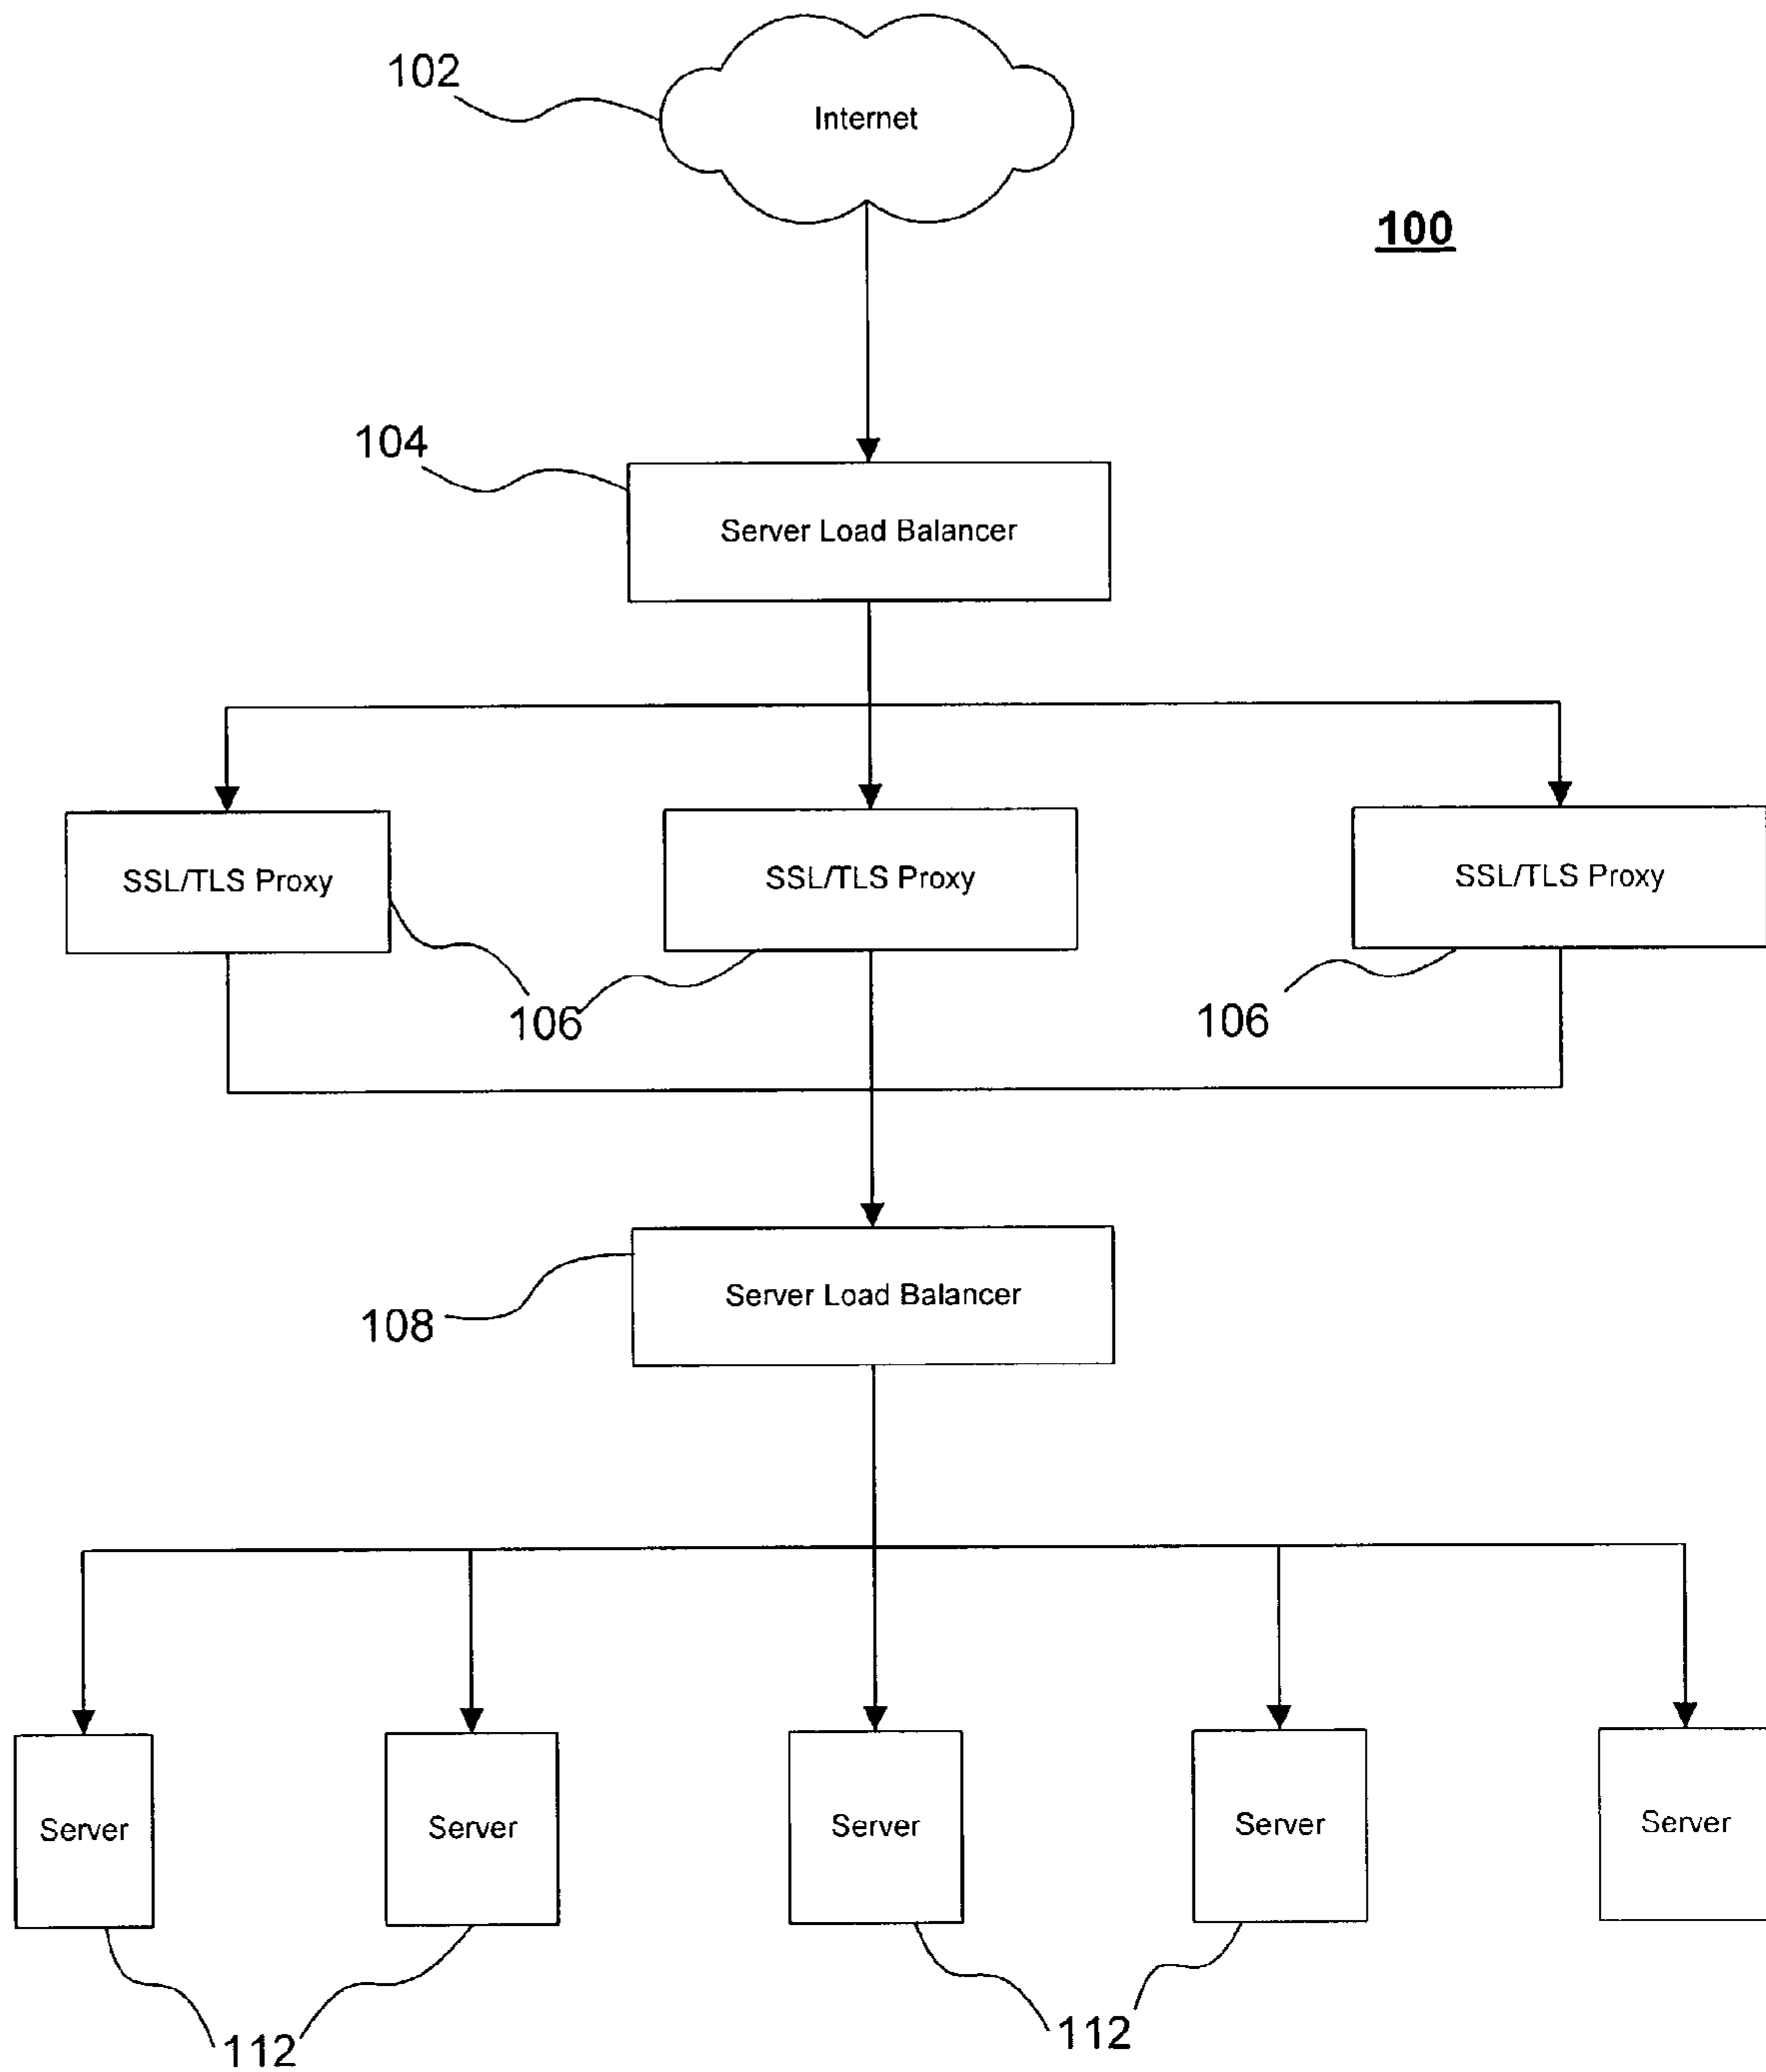 102
Internet
100
104
Server Load Balancer
SSL/TLS Proxy
SSL/TLS Proxy
SSL/TLS Proxy
106
106
Server Load Balancer
108
Server
Server
Server
Server
Server
112
112